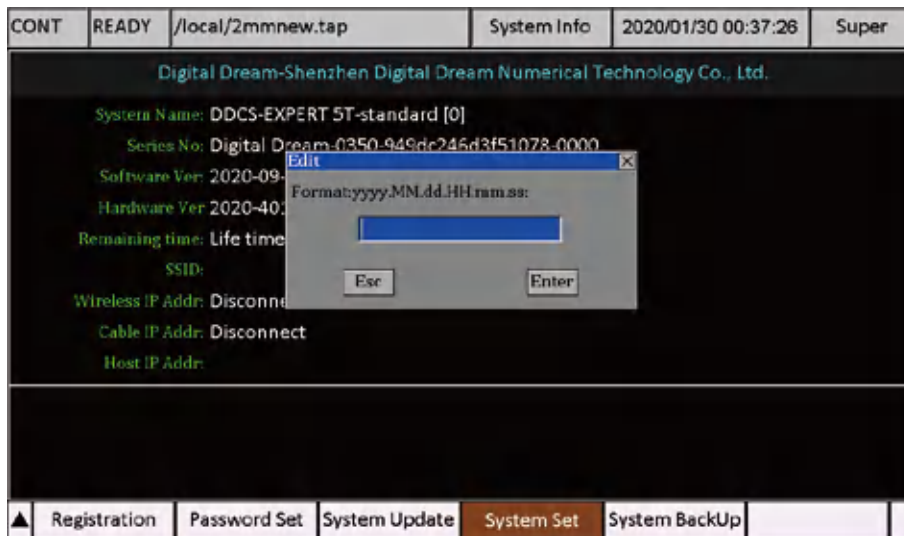 CONT READY /local/2mmnew.tap System Info 2020/01/30 00:37:26 Super
Digital Dream-Shenzhen Digital Dream Numerical Technology Co., Ltd.
System Name: DDCS-EXPERT 5T-standard [0]
Series No: Digital Dream-0350-949dc246d3f51078-0000
Edit
Software Ver: 2020-09-
Format:yyyy.MM.dd.HH.mm.ss:
Hardware Ver 2020-401
Remaining time: Life time
SSID:
Esc Enter
Wireless IP Addr: Disconne
Cable IP Addr: Disconnect
Host IP Addr:
▲ Registration Password Set System Update System Set System BackUp